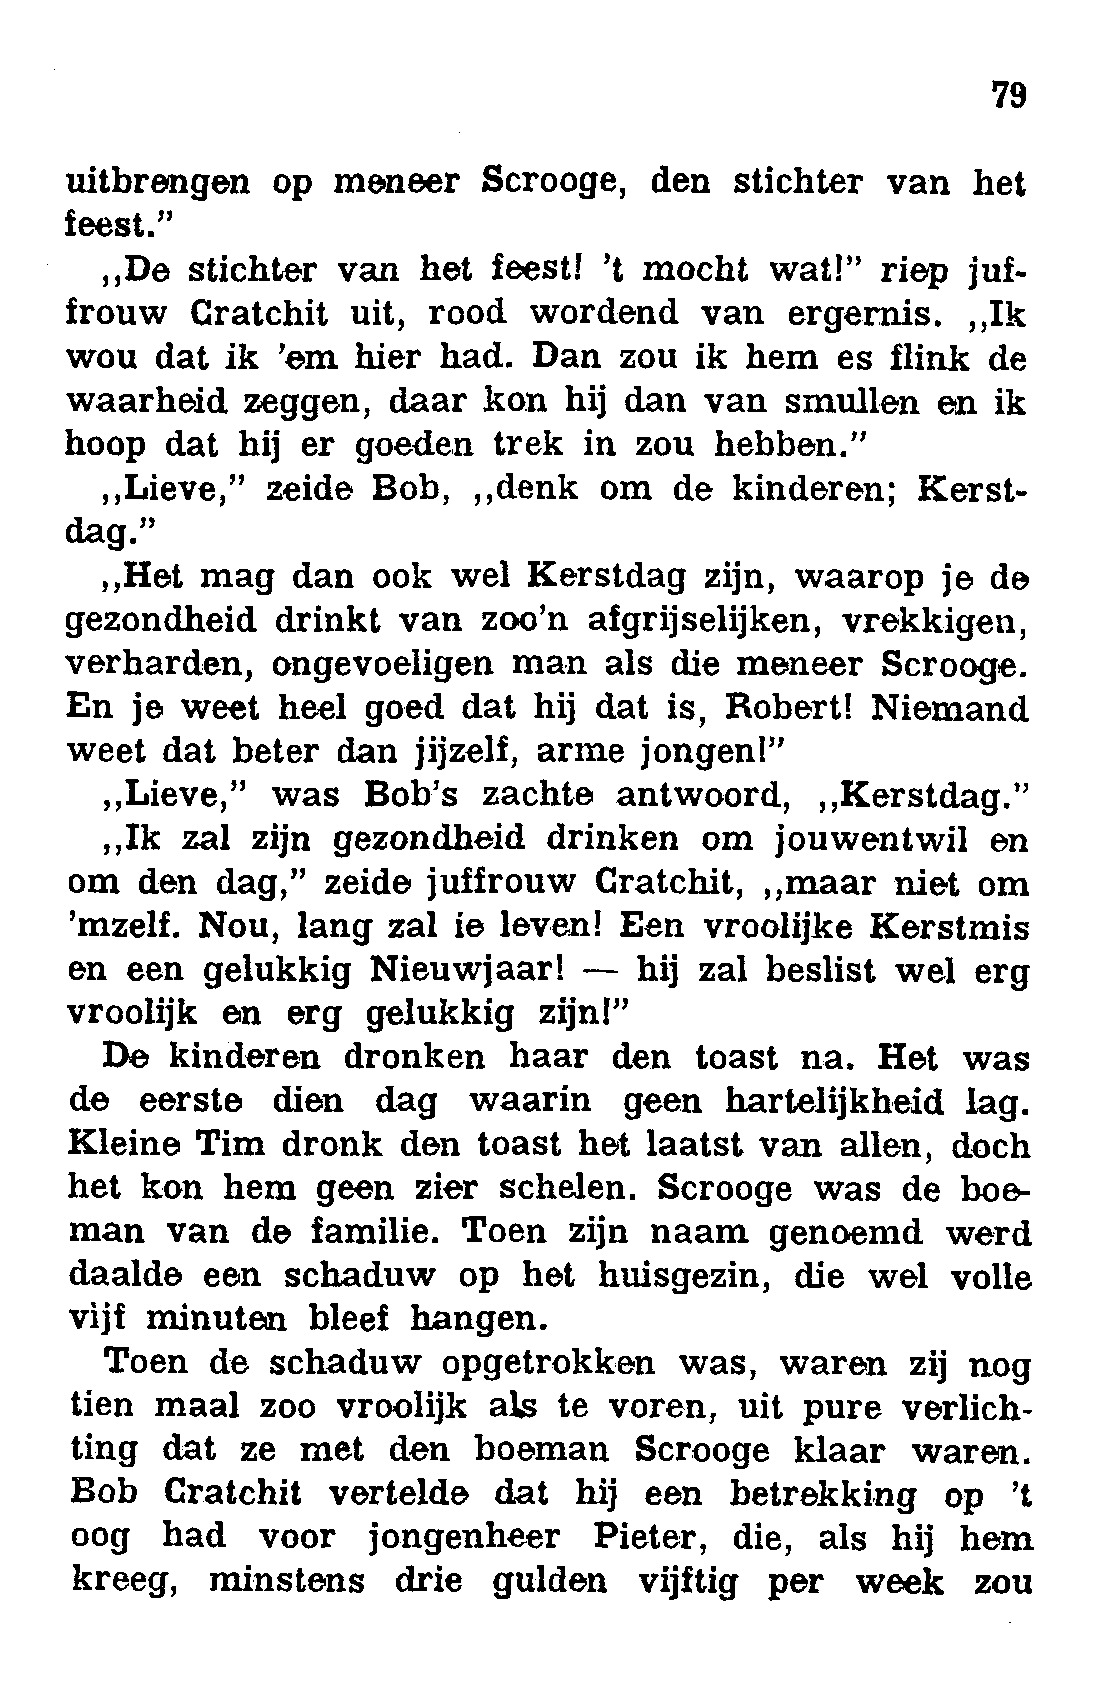 79
uitbrengen op meneer Scrooge, den stichter van het
feest.”
,,De stichter van het feest! ’t mocht wat!” riep juf-
frouw Cratchit uit, rood wordend van ergernis. ,,Ik
wou dat ik ’em hier had. Dan zou ik hem es flink de
waarheid zeggen, daar kon hij dan van smullen en ik
hoop dat hij er goeden trek in zou hebben.”
,,Lieve,” zeide Bob, ,,denk om de kinderen; Kerst-
dag.”
,,Het mag dan ook wel Kerstdag zijn, waarop je de
gezondheid drinkt van zoo’n afgrijselijken, vrekkigen,
verharden, ongevoeligen man als die meneer Scrooge.
En je weet heel goed dat hij dat is, Robert! Niemand
weet dat beter dan jijzelf, arme jongen!”
,,Lieve,” was Bob’s zachte antwoord, ,,Kerstdag.”
,,Ik zal zijn gezondheid drinken om jouwentwil en
om den dag,” zeide juffrouw Cratchit, ,,maar niet om
’mzelf. Nou, lang zal ie leven! Een vroolijke Kerstmis
en een gelukkig Nieuwjaar! — hij zal beslist wel erg
vroolijk en erg gelukkig zijn!”
De kinderen dronken haar den toast na. Het was
de eerste dien dag waarin geen hartelijkheid lag.
Kleine Tim dronk den toast het laatst van allen, doch
het kon hem geen zier schelen. Scrooge was de boe-
man van de familie. Toen zijn naam genoemd werd
daalde een schaduw op het huisgezin, die wel volle
vijf minuten bleef hangen.
Toen de schaduw opgetrokken was, waren zij nog
tien maal zoo vroolijk als te voren, uit pure verlich-
ting dat ze met den boeman Scrooge klaar waren.
Bob Cratchit vertelde dat hij een betrekking op ’t
oog had voor jongenheer Pieter, die, als hij hem
kreeg, minstens drie gulden vijftig per week zou